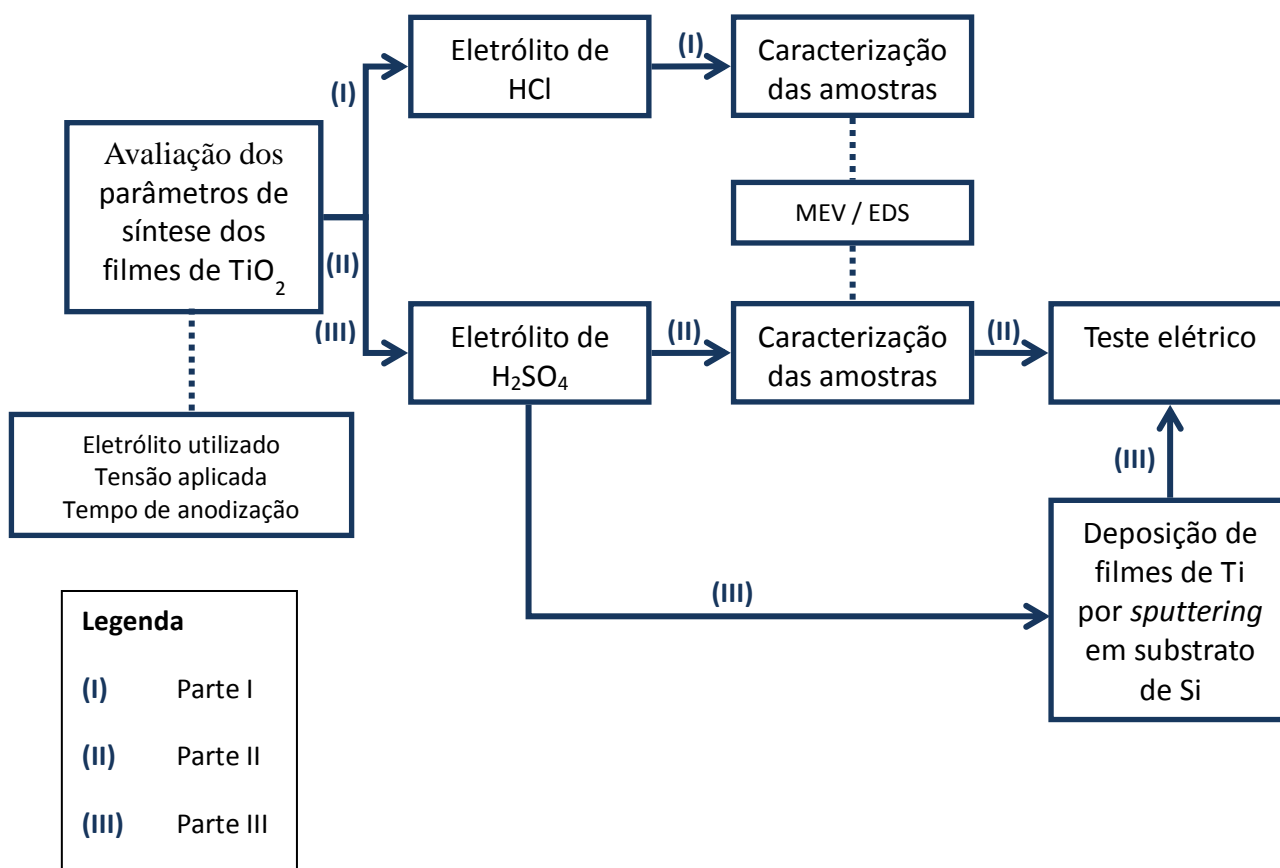 (I)
Eletrólito de
HCl
(I)
Caracterização
das amostras
Avaliação dos
parâmetros de
síntese dos
filmes de TiO₂
MEV / EDS
(II)
(III)
Eletrólito de
H₂SO₄
(II)
Caracterização
das amostras
(II)
Teste elétrico
Eletrólito utilizado
Tensão aplicada
Tempo de anodização
(III)
(III)
Deposição de
filmes de Ti
por sputtering
em substrato
de Si
Legenda
(I) Parte I
(II) Parte II
(III) Parte III